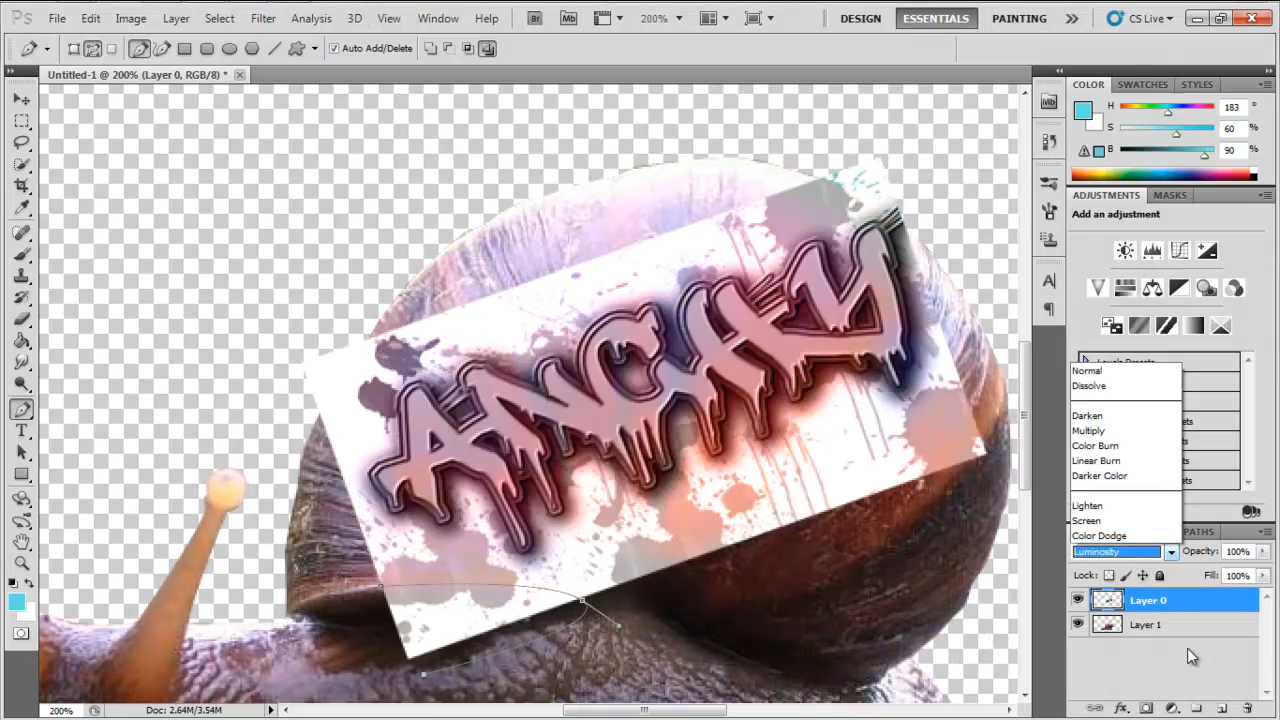 Ps File Edit Image Layer Select Filter Analysis 3D View Window Help Br Mb 200% DESIGN ESSENTIALS PAINTING CS Live
Auto Add/Delete
Untitled-1 @ 200% (Layer 0, RGB/8) *
COLOR SWATCHES STYLES
H 183 °
S 60 %
B 90 %
ADJUSTMENTS MASKS
Add an adjustment
Levels Presets
Normal
Dissolve
Darken
Multiply
Color Burn
Linear Burn
Darker Color
Lighten
Screen
Color Dodge
PATHS
Luminosity Opacity: 100%
Lock: Fill: 100%
Layer 0
Layer 1
ANCHY
200% Doc: 2.64M/3.54M